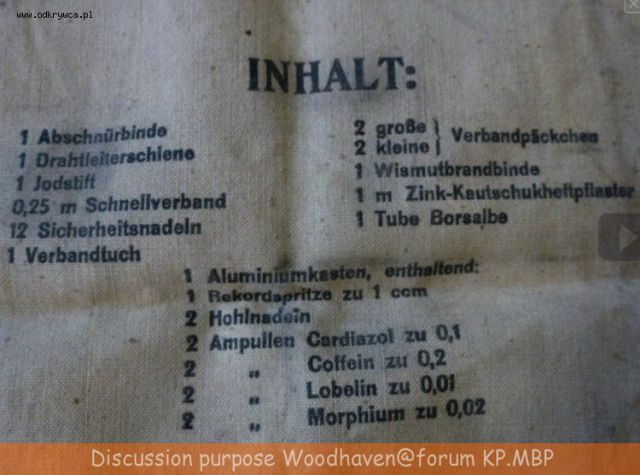 www.odkrywca.pl
INHALT:
1 Abschnürbinde
1 Drahtleiterschiene
1 Jodstift
0,25 m Schnellverband
12 Sicherheitsnadeln
1 Verbandtuch
2 große } Verbandpäckchen
2 kleine }
1 Wismutbrandbinde
1 m Zink-Kautschukheftpflaster
1 Tube Borsalbe
1 Aluminiumkasten, enthaltend:
1 Rekordspritze zu 1 ccm
2 Hohlnadeln
2 Ampullen Cardiazol zu 0,1
2 „ Coffein zu 0,2
2 „ Lobelin zu 0,01
2 „ Morphium zu 0,02
Discussion purpose Woodhaven@forum KP.MBP